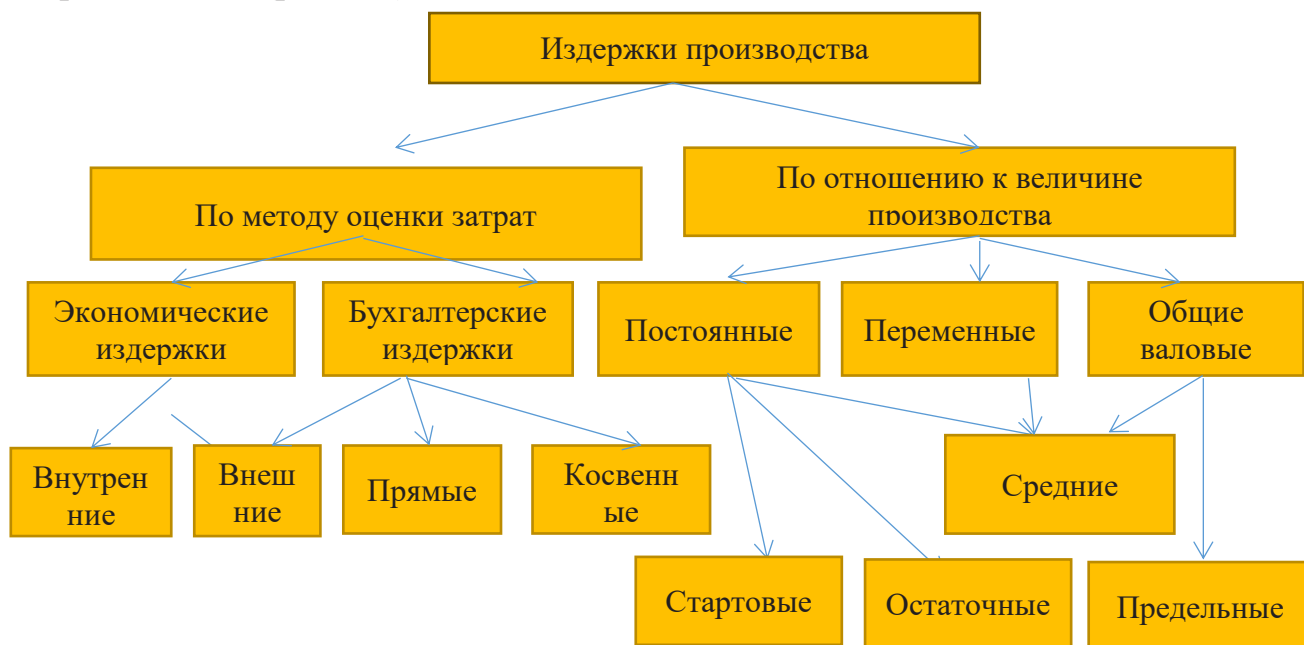 Издержки производства
По методу оценки затрат
По отношению к величине
производства
Экономические
издержки
Бухгалтерские
издержки
Постоянные
Переменные
Общие
валовые
Внутрен
ние
Внеш
ние
Прямые
Косвенн
ые
Средние
Стартовые
Остаточные
Предельные